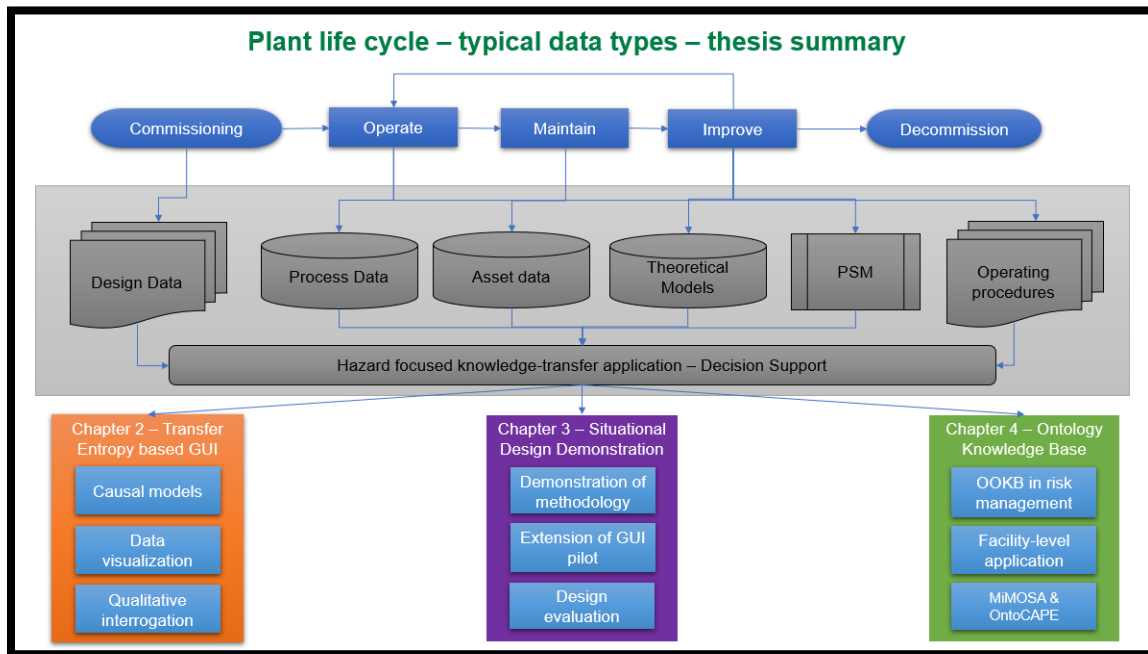 Plant life cycle – typical data types – thesis summary
Commissioning
Operate
Maintain
Improve
Decommission
Design Data
Process Data
Asset data
Theoretical
Models
PSM
Operating
procedures
Hazard focused knowledge-transfer application – Decision Support
Chapter 2 – Transfer
Entropy based GUI
Causal models
Data
visualization
Qualitative
interrogation
Chapter 3 – Situational
Design Demonstration
Demonstration of
methodology
Extension of GUI
pilot
Design
evaluation
Chapter 4 – Ontology
Knowledge Base
OOKB in risk
management
Facility-level
application
MiMOSA &
OntoCAPE